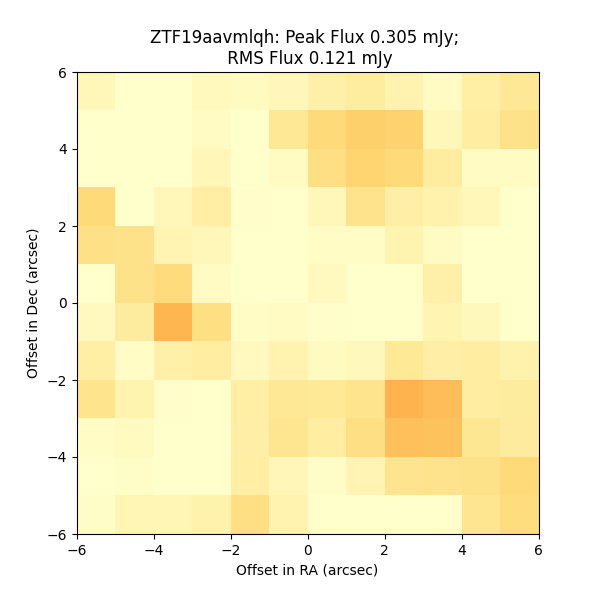 ZTF19aavmlqh: Peak Flux 0.305 mJy;
RMS Flux 0.121 mJy
6
4
2
0
−2
−4
−6
Offset in Dec (arcsec)
−6 −4 −2 0 2 4 6
Offset in RA (arcsec)